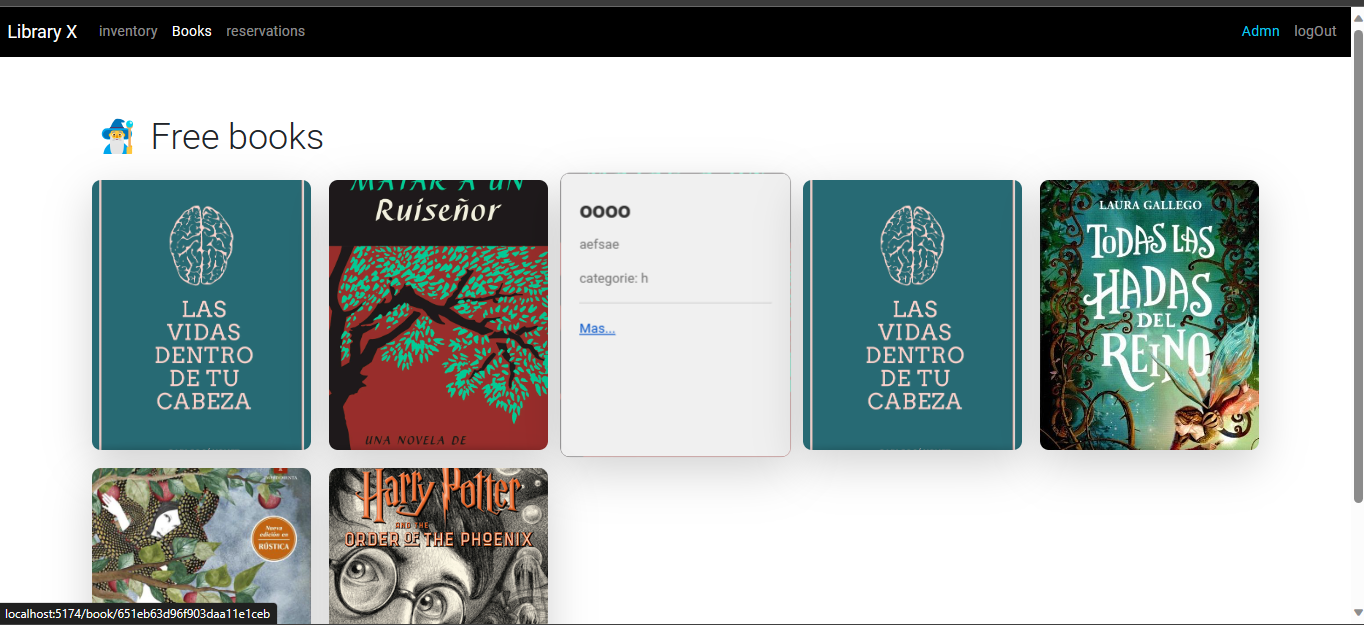 Library X inventory Books reservations Admn logOut
🧙‍♂️ Free books
LAS
VIDAS
DENTRO
DE TU
CABEZA
MATAR A UN
Ruiseñor
UNA NOVELA DE
oooo
aefsae
categorie: h
Mas...
LAS
VIDAS
DENTRO
DE TU
CABEZA
LAURA GALLEGO
TODAS LAS
HADAS
DEL
REINO
Nueva
edición en
RÚSTICA
Harry Potter
AND THE
ORDER OF THE PHOENIX
localhost:5174/book/651eb63d96f903daa11e1ceb